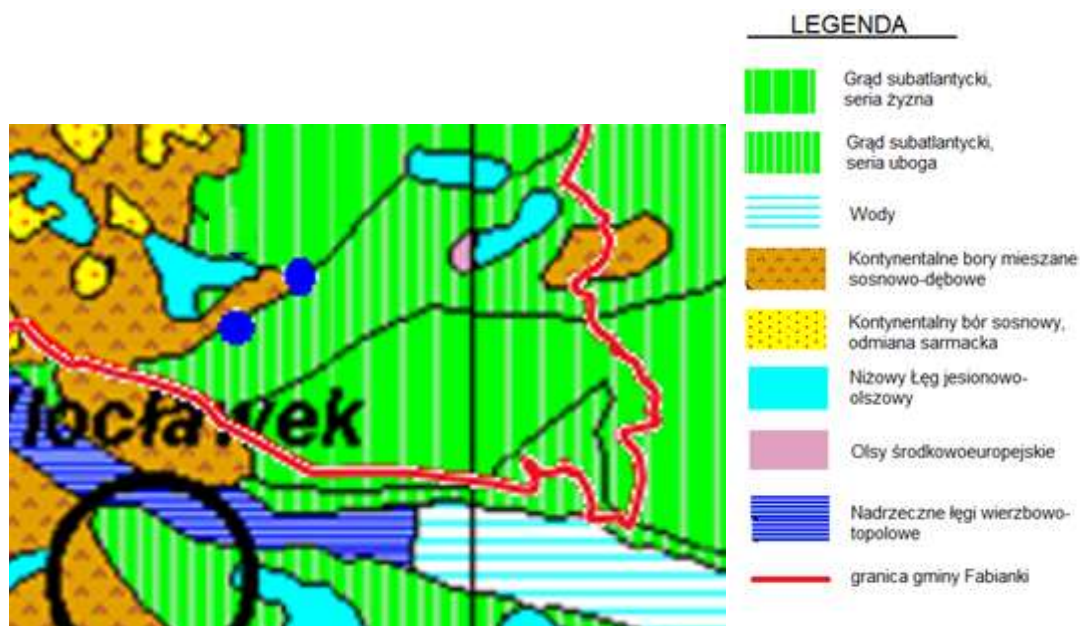 LEGENDA
Grąd subatlantycki,
seria żyzna
Grąd subatlantycki,
seria uboga
Wody
Kontynentalne bory mieszane
sosnowo-dębowe
Kontynentalny bór sosnowy,
odmiana sarmacka
Niżowy Łęg jesionowo-
olszowy
Olsy środkowoeuropejskie
Nadrzeczne łęgi wierzbowo-
topolowe
granica gminy Fabianki
łocławek